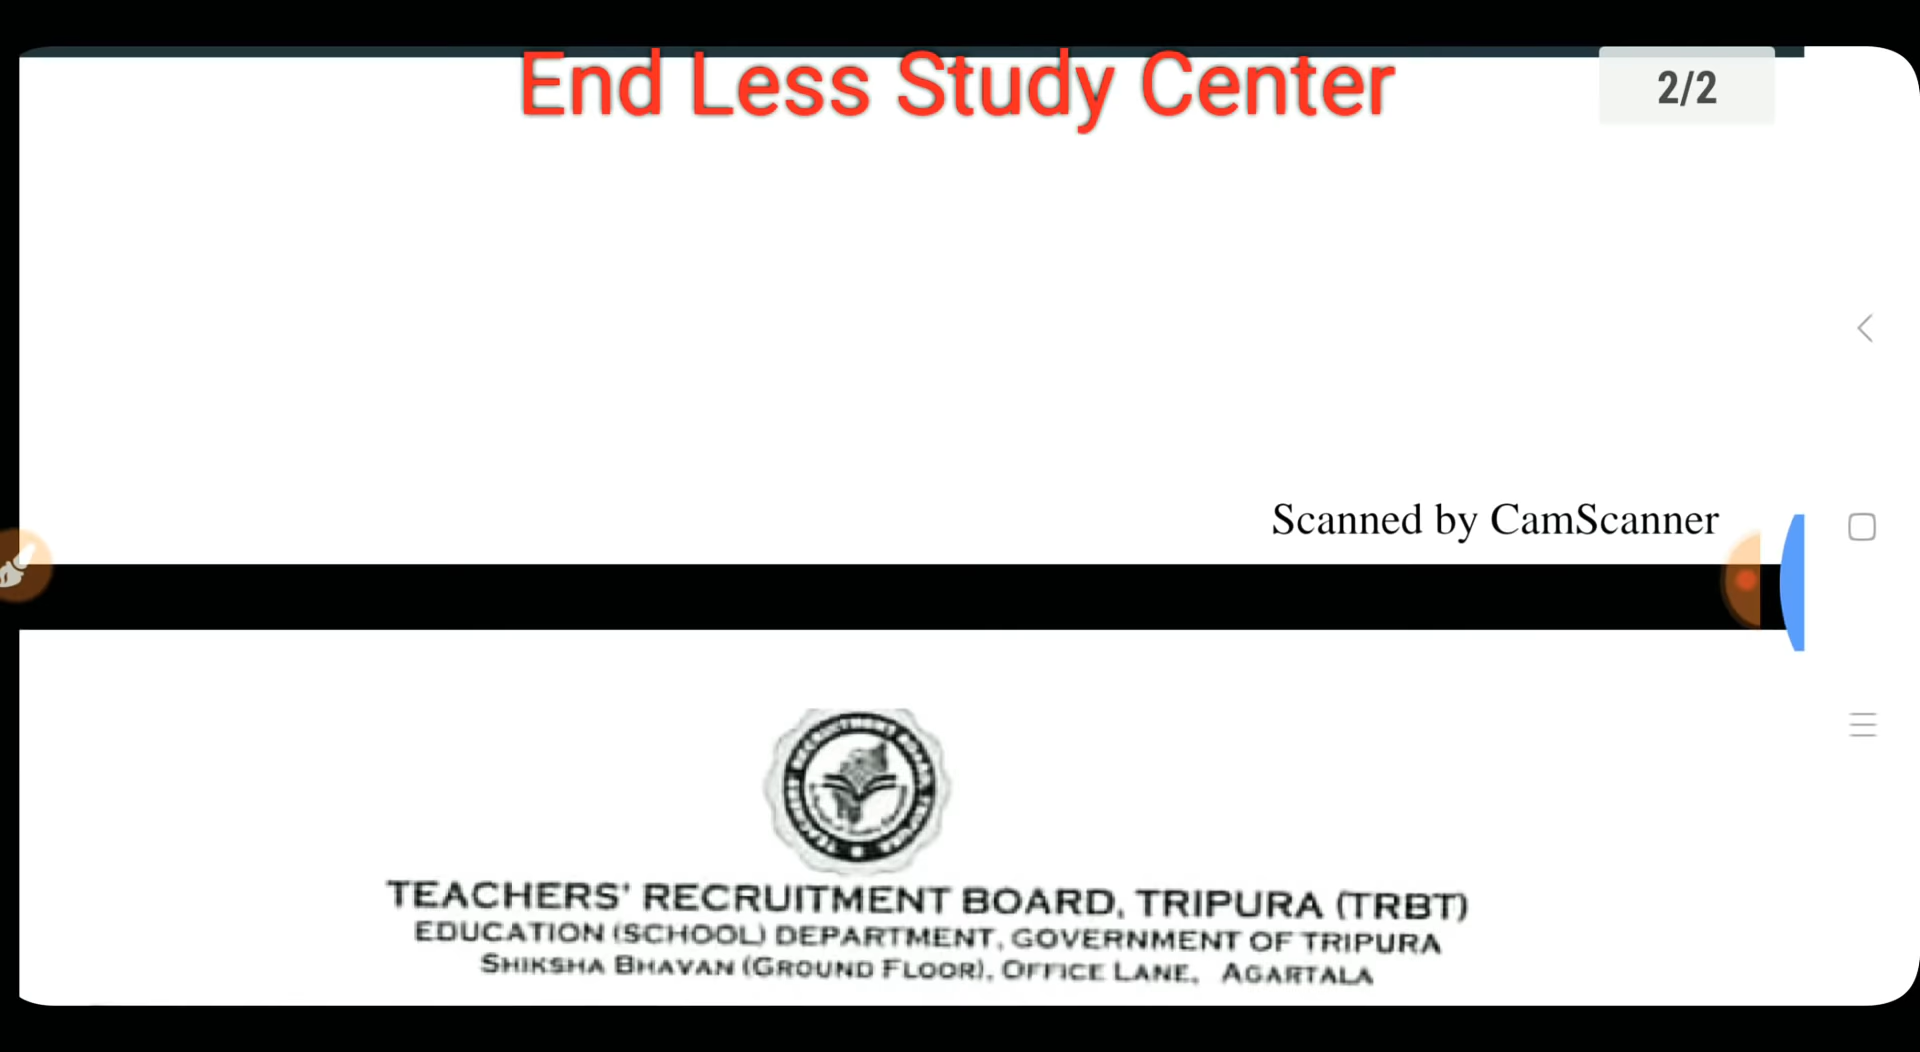 End Less Study Center
2/2
Scanned by CamScanner
TEACHERS' RECRUITMENT BOARD, TRIPURA (TRBT)
EDUCATION (SCHOOL) DEPARTMENT, GOVERNMENT OF TRIPURA
SHIKSHA BHAVAN (GROUND FLOOR), OFFICE LANE, AGARTALA